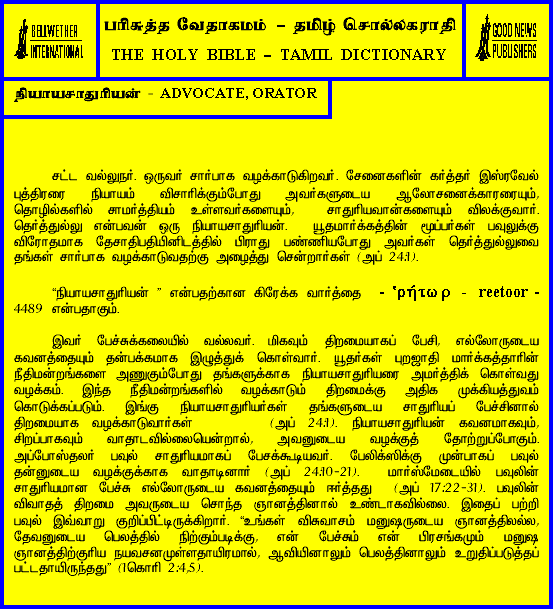 BELLWETHER
INTERNATIONAL
பரிசுத்த வேதாகமம் – தமிழ் சொல்லகராதி
THE HOLY BIBLE – TAMIL DICTIONARY
GOOD NEWS
PUBLISHERS
நியாயசாதுரியன் - ADVOCATE, ORATOR
சட்ட வல்லுநர். ஒருவர் சார்பாக வழக்காடுகிறவர். சேனைகளின் கர்த்தர் இஸ்ரவேல்
புத்திரரை நியாயம் விசாரிக்கும்போது அவர்களுடைய ஆலோசனைக்காரரையும்,
தொழில்களில் சாமர்த்தியம் உள்ளவர்களையும், சாதுரியவான்களையும் விலக்குவார்.
தெர்த்துல்லு என்பவன் ஒரு நியாயசாதுரியன். யூதமார்க்கத்தின் மூப்பர்கள் பவுலுக்கு
விரோதமாக தேசாதிபதியினிடத்தில் பிராது பண்ணியபோது அவர்கள் தெர்த்துல்லுவை
தங்கள் சார்பாக வழக்காடுவதற்கு அழைத்து சென்றார்கள் (அப் 24:1).
“நியாயசாதுரியன் ” என்பதற்கான கிரேக்க வார்த்தை - ῥήτωρ - reetoor -
4489 என்பதாகும்.
இவர் பேச்சுக்கலையில் வல்லவர். மிகவும் திறமையாகப் பேசி, எல்லோருடைய
கவனத்தையும் தன்பக்கமாக இழுத்துக் கொள்வார். யூதர்கள் புறஜாதி மார்க்கத்தாரின்
நீதிமன்றங்களை அணுகும்போது தங்களுக்காக நியாயசாதுரியரை அமர்த்திக் கொள்வது
வழக்கம். இந்த நீதிமன்றங்களில் வழக்காடும் திறமைக்கு அதிக முக்கியத்துவம்
கொடுக்கப்படும். இங்கு நியாயசாதுரியர்கள் தங்களுடைய சாதுரியப் பேச்சினால்
திறமையாக வழக்காடுவார்கள் (அப் 24:1). நியாயசாதுரியன் கவனமாகவும்,
சிறப்பாகவும் வாதாடவில்லையென்றால், அவனுடைய வழக்குத் தோற்றுப்போகும்.
அப்போஸ்தலர் பவுல் சாதுரியமாகப் பேசக்கூடியவர். பேலிக்ஸிக்கு முன்பாகப் பவுல்
தன்னுடைய வழக்குக்காக வாதாடினார் (அப் 24:10-21). மார்ஸ்மேடையில் பவுலின்
சாதுரியமான பேச்சு எல்லோருடைய கவனத்தையும் ஈர்த்தது (அப் 17:22-31). பவுலின்
விவாதத் திறமை அவருடைய சொந்த ஞானத்தினால் உண்டாகவில்லை. இதைப் பற்றி
பவுல் இவ்வாறு குறிப்பிட்டிருக்கிறார். “உங்கள் விசுவாசம் மனுஷருடைய ஞானத்திலல்ல,
தேவனுடைய பெலத்தில் நிற்கும்படிக்கு, என் பேச்சும் என் பிரசங்கமும் மனுஷ
ஞானத்திற்குரிய நயவசனமுள்ளதாயிராமல், ஆவியினாலும் பெலத்தினாலும் உறுதிப்படுத்தப்
பட்டதாயிருந்தது” (1கொரி 2:4,5).